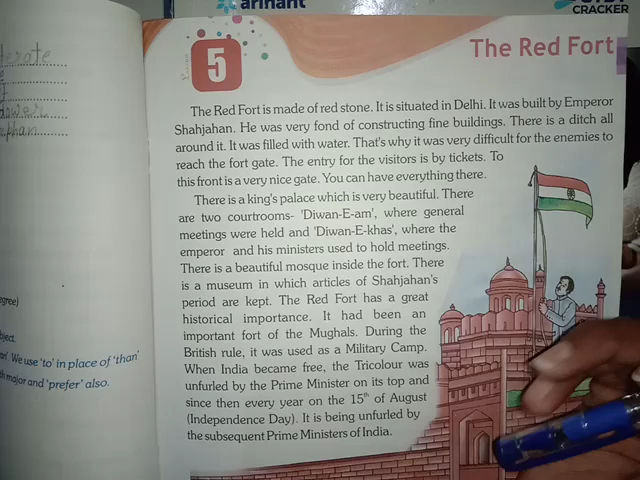 arihant
CRACKER
terate
dower
ephan
egree)
bject.
We use 'to' in place of 'than'
major and 'prefer' also.
Lesson
5
The Red Fort
The Red Fort is made of red stone. It is situated in Delhi. It was built by Emperor
Shahjahan. He was very fond of constructing fine buildings. There is a ditch all
around it. It was filled with water. That's why it was very difficult for the enemies to
reach the fort gate. The entry for the visitors is by tickets. To
this front is a very nice gate. You can have everything there.
There is a king's palace which is very beautiful. There
are two courtrooms- 'Diwan-E-am', where general
meetings were held and 'Diwan-E-khas', where the
emperor and his ministers used to hold meetings.
There is a beautiful mosque inside the fort. There
is a museum in which articles of Shahjahan's
period are kept. The Red Fort has a great
historical importance. It had been an
important fort of the Mughals. During the
British rule, it was used as a Military Camp.
When India became free, the Tricolour was
unfurled by the Prime Minister on its top and
since then every year on the 15th of August
(Independence Day). It is being unfurled by
the subsequent Prime Ministers of India.